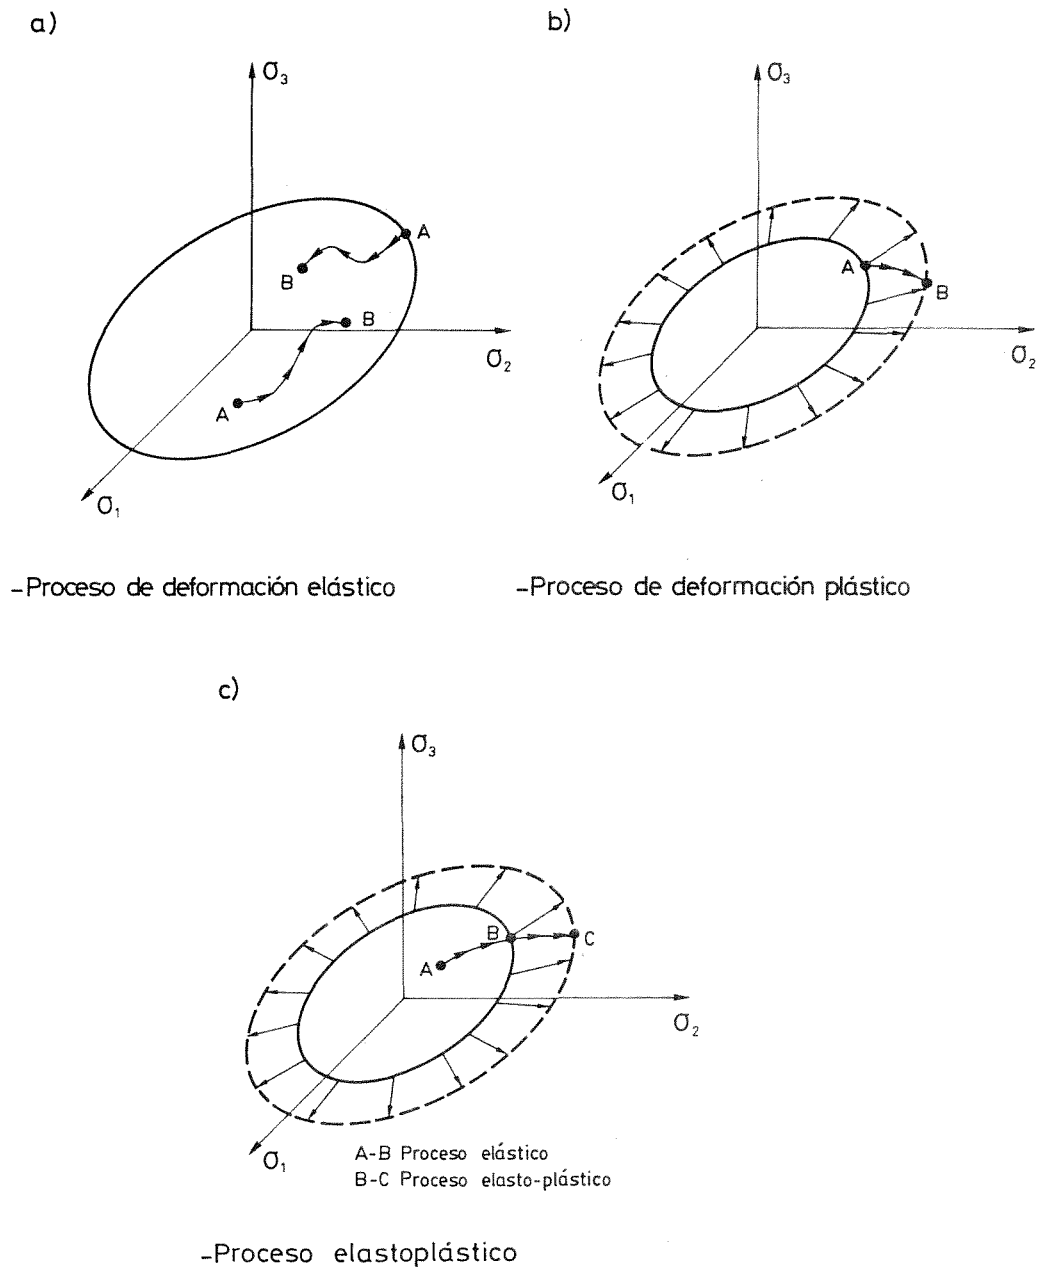 a)
σ₃
A
B
B
A
σ₂
σ₁
-Proceso de deformación elástico
b)
σ₃
A
B
σ₂
σ₁
-Proceso de deformación plástico
c)
σ₃
B
C
A
σ₂
σ₁
A-B Proceso elástico
B-C Proceso elasto-plástico
-Proceso elastoplástico